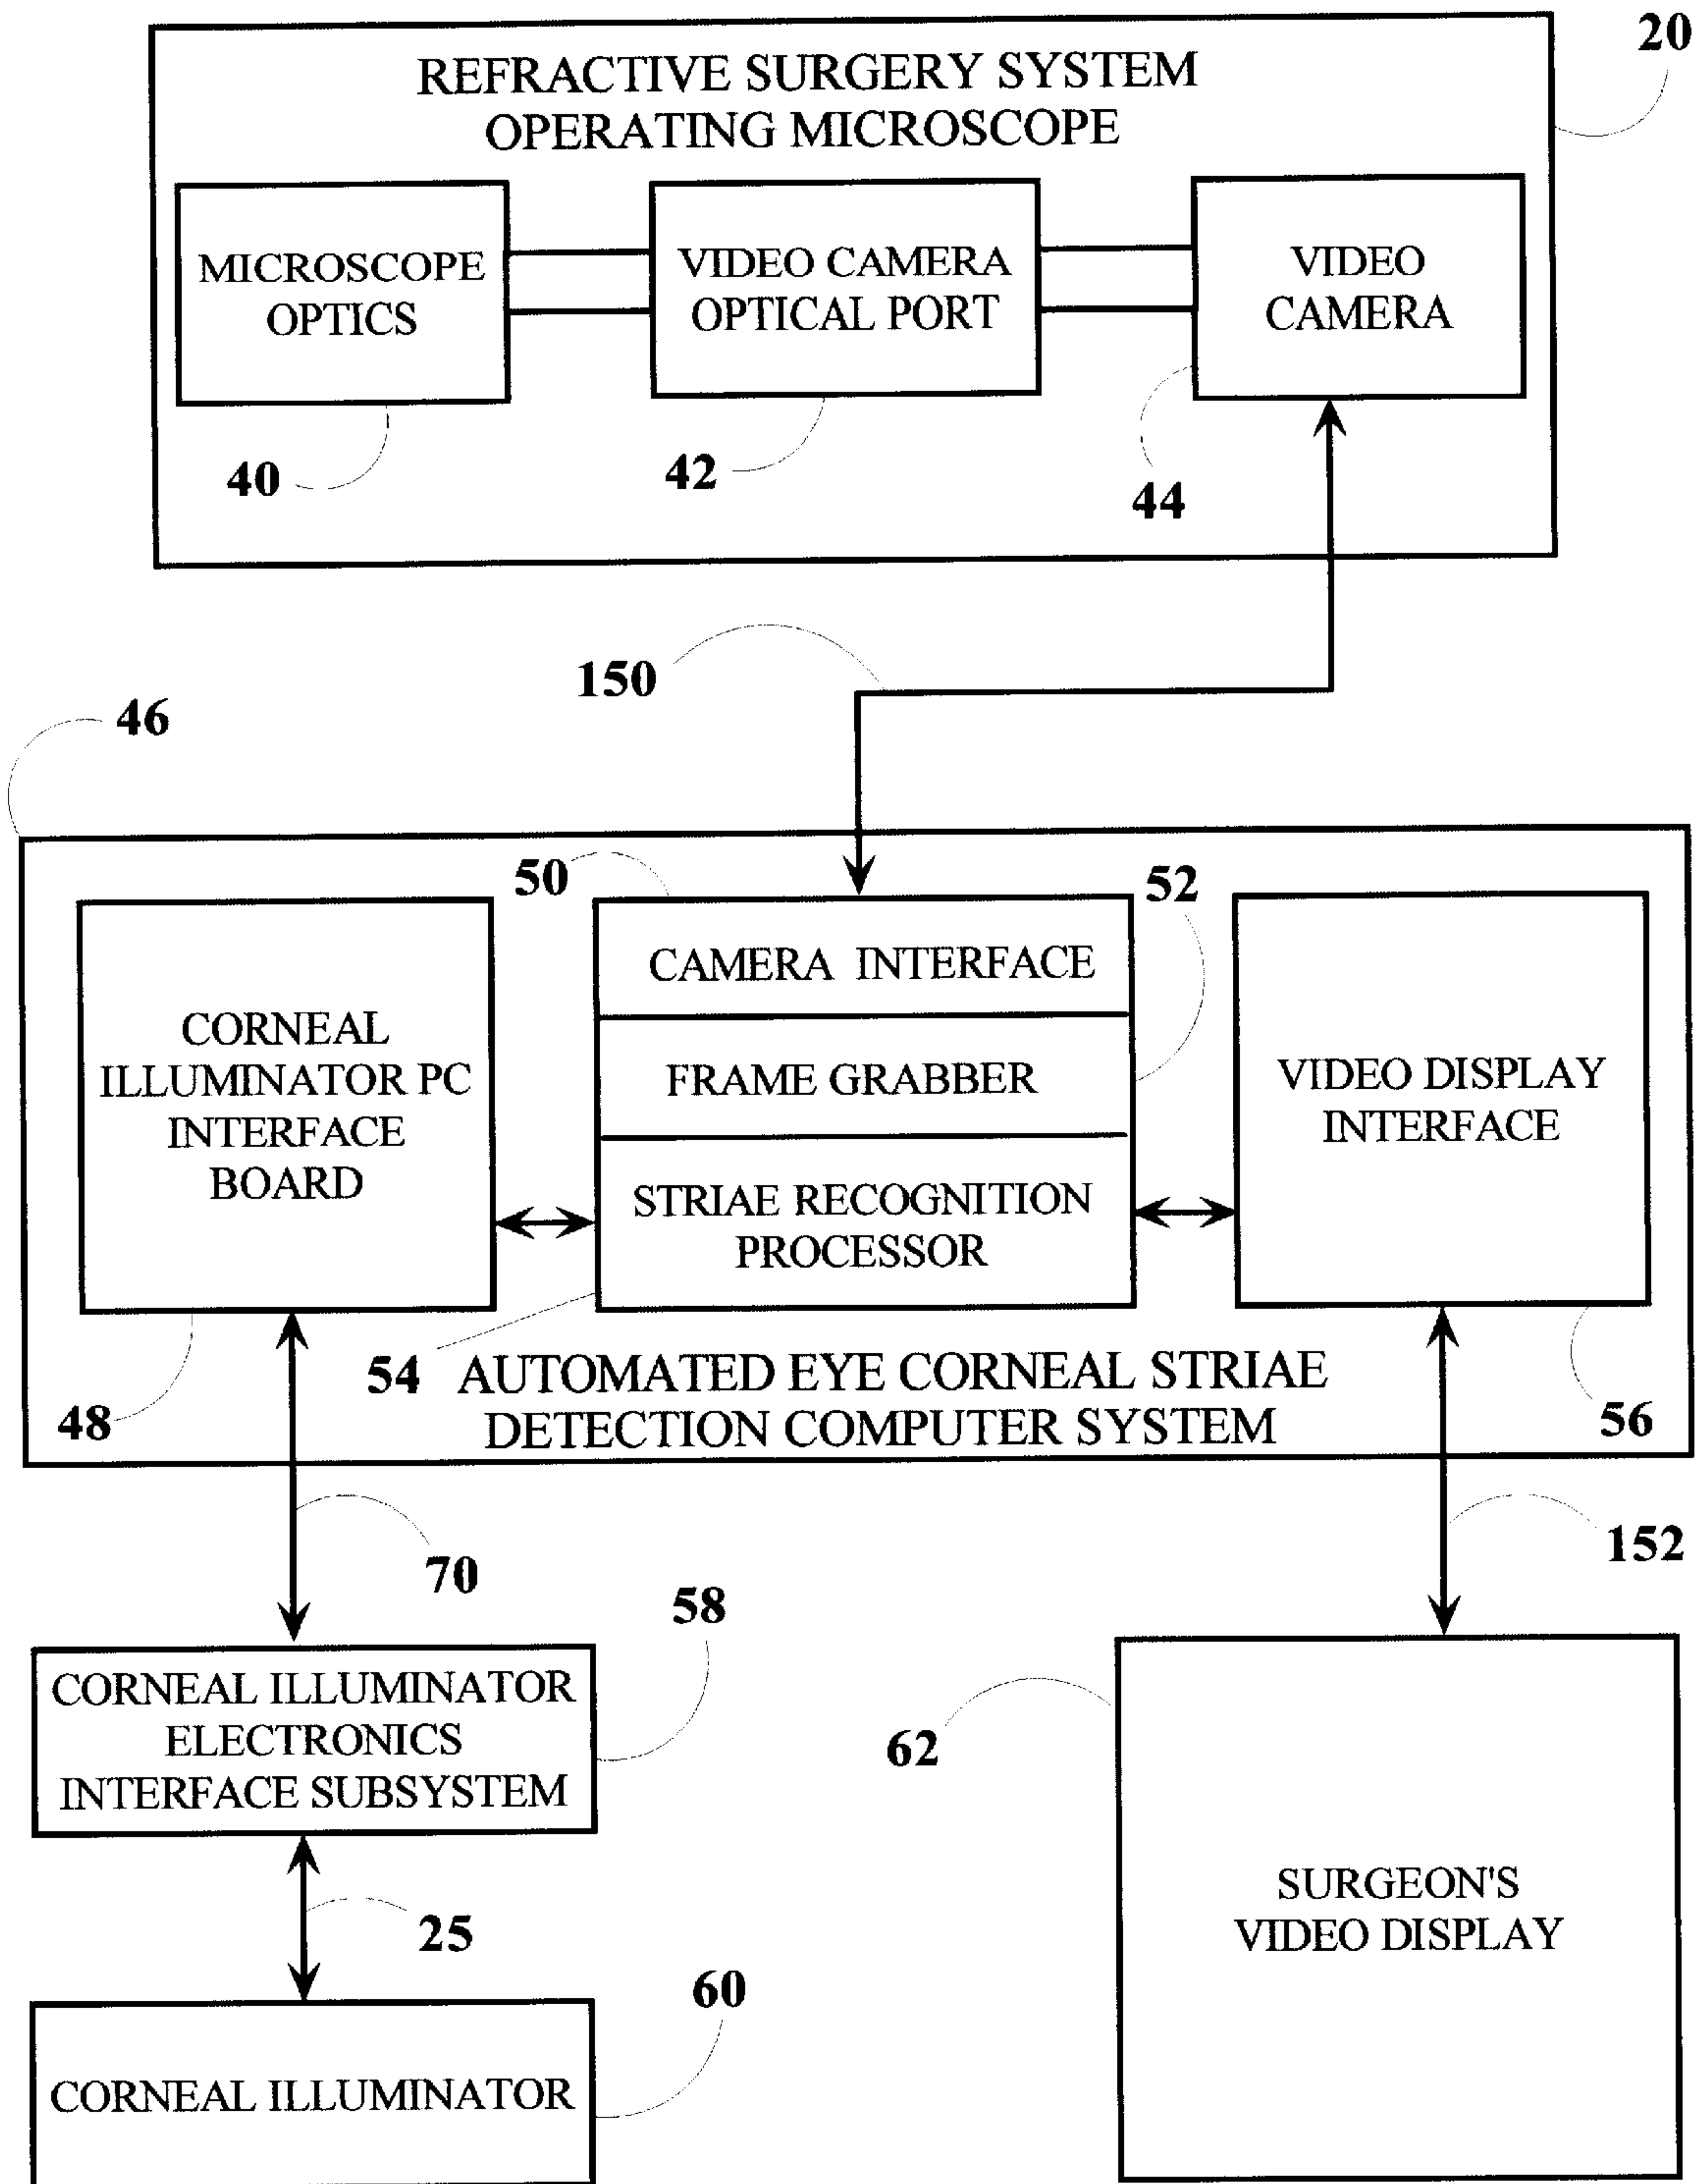 20
REFRACTIVE SURGERY SYSTEM
OPERATING MICROSCOPE
MICROSCOPE
OPTICS
VIDEO CAMERA
OPTICAL PORT
VIDEO
CAMERA
40
42
44
150
46
50
52
CORNEAL
ILLUMINATOR PC
INTERFACE
BOARD
CAMERA INTERFACE
FRAME GRABBER
STRIAE RECOGNITION
PROCESSOR
VIDEO DISPLAY
INTERFACE
54
AUTOMATED EYE CORNEAL STRIAE
DETECTION COMPUTER SYSTEM
48
56
70
152
58
CORNEAL ILLUMINATOR
ELECTRONICS
INTERFACE SUBSYSTEM
62
25
SURGEON'S
VIDEO DISPLAY
60
CORNEAL ILLUMINATOR